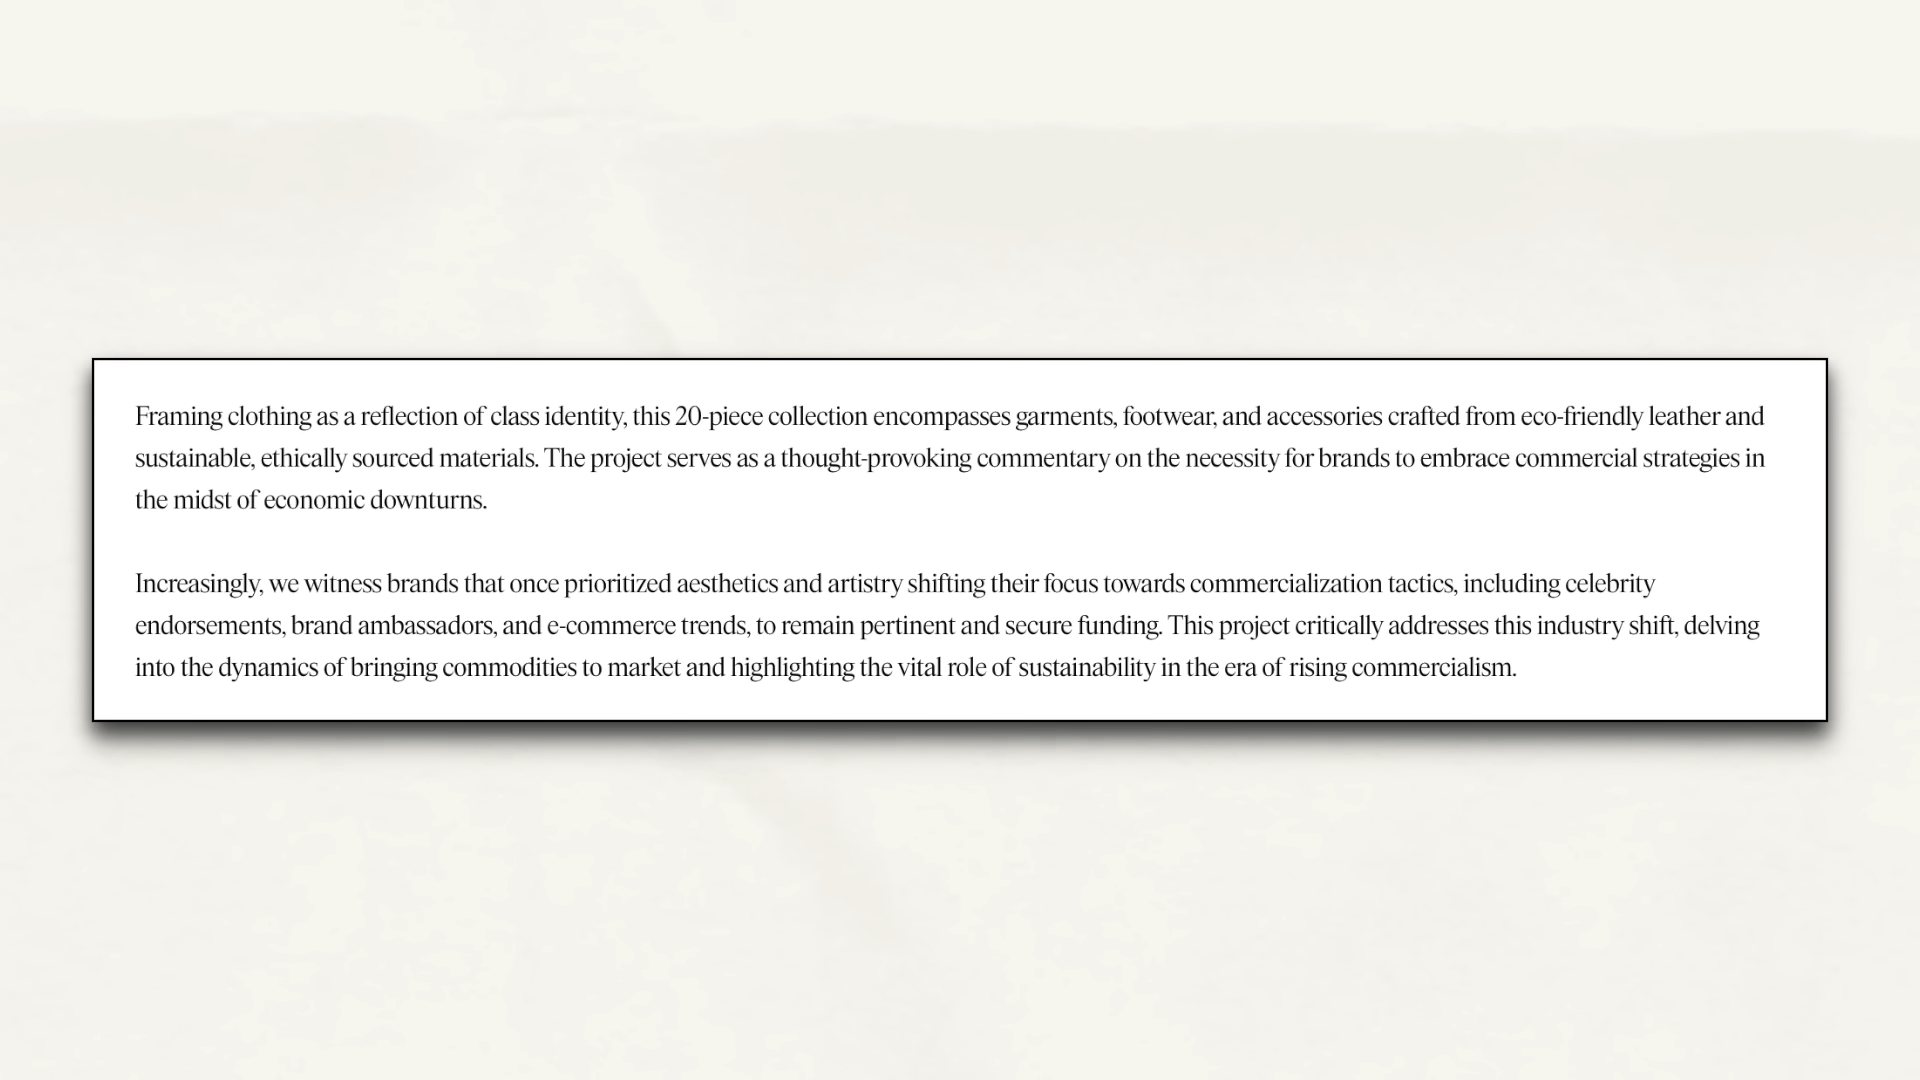 Framing clothing as a reflection of class identity, this 20-piece collection encompasses garments, footwear, and accessories crafted from eco-friendly leather and
sustainable, ethically sourced materials. The project serves as a thought-provoking commentary on the necessity for brands to embrace commercial strategies in
the midst of economic downturns.
Increasingly, we witness brands that once prioritized aesthetics and artistry shifting their focus towards commercialization tactics, including celebrity
endorsements, brand ambassadors, and e-commerce trends, to remain pertinent and secure funding. This project critically addresses this industry shift, delving
into the dynamics of bringing commodities to market and highlighting the vital role of sustainability in the era of rising commercialism.